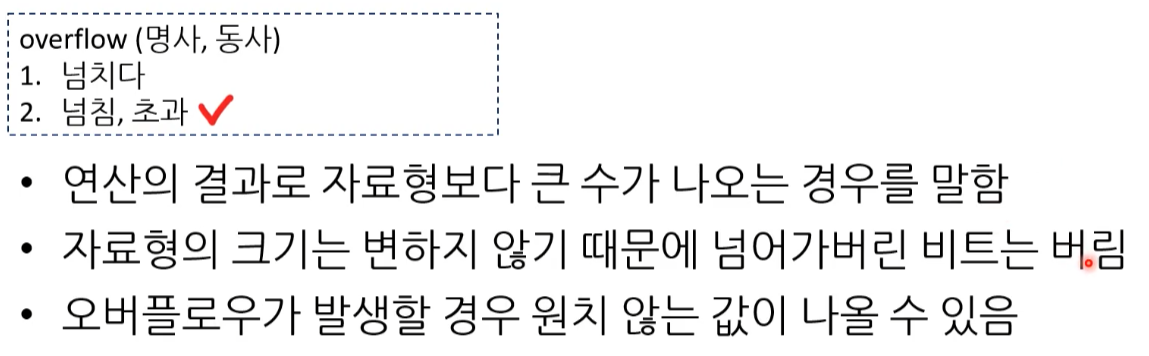 overflow (명사, 동사)
1. 넘치다
2. 넘침, 초과
• 연산의 결과로 자료형보다 큰 수가 나오는 경우를 말함
• 자료형의 크기는 변하지 않기 때문에 넘어가버린 비트는 버림
• 오버플로우가 발생할 경우 원치 않는 값이 나올 수 있음